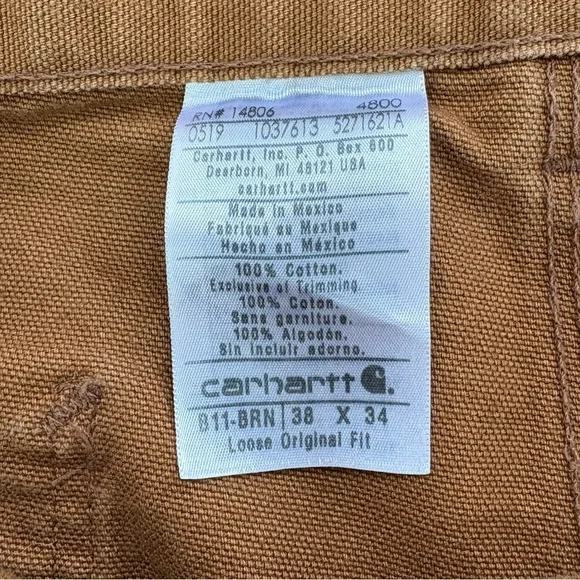 RN# 14806 4800
0519 1037613 5271621A
Carhartt, Inc. P. O. Box 600
Dearborn, MI 48121 USA
carhartt.com
Made in Mexico
Fabriqué au Mexique
Hecho en México
100% Cotton.
Exclusive of Trimming
100% Coton.
Sans garniture.
100% Algodón.
Sin incluir adorno.
carhartt
B11-BRN | 38 X 34
Loose Original Fit